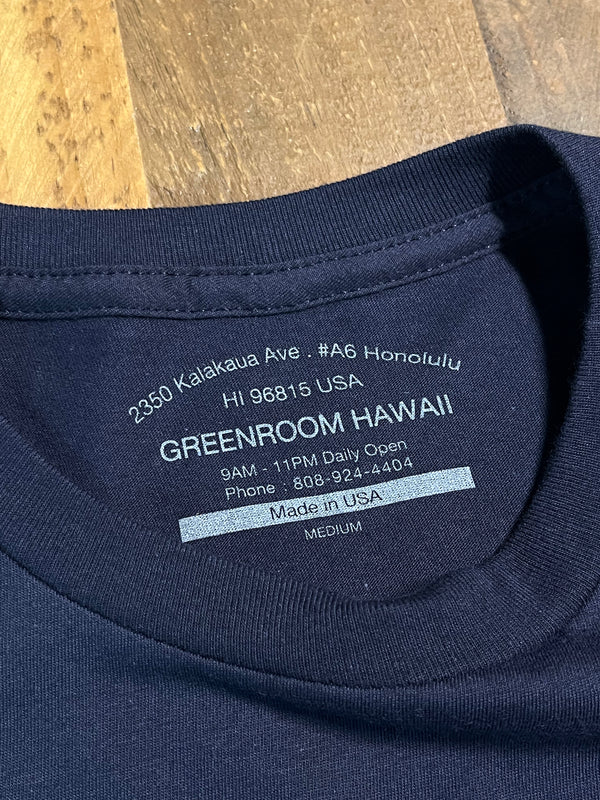 2350 Kalakaua Ave . #A6 Honolulu
HI 96815 USA
GREENROOM HAWAII
9AM - 11PM Daily Open
Phone : 808-924-4404
Made in USA
MEDIUM